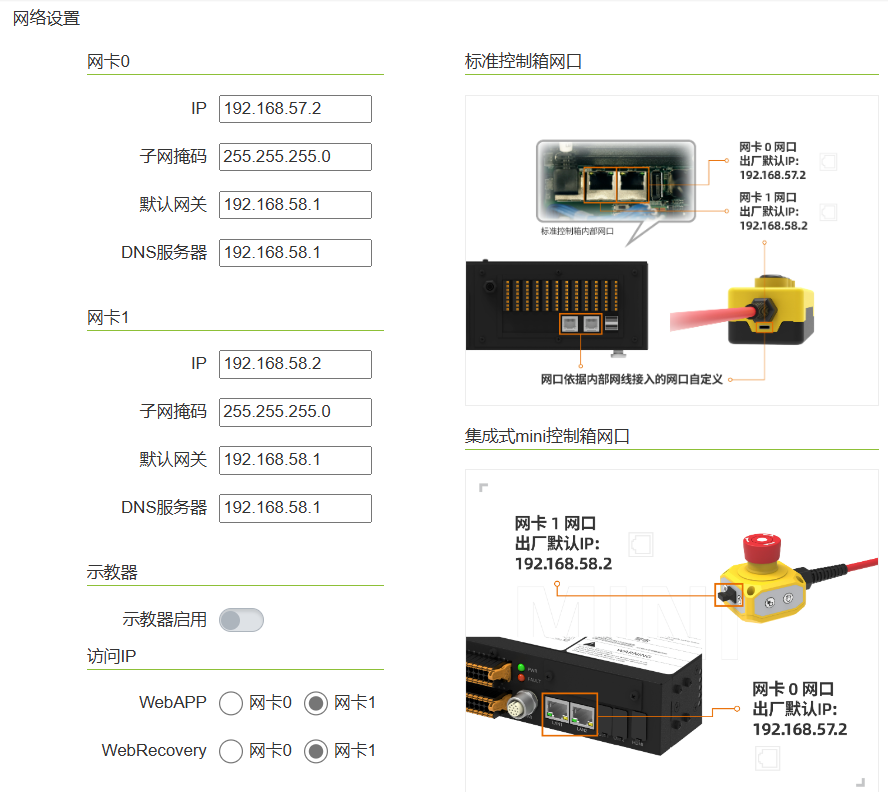 网络设置
网卡0
IP 192.168.57.2
子网掩码 255.255.255.0
默认网关 192.168.58.1
DNS服务器 192.168.58.1
网卡1
IP 192.168.58.2
子网掩码 255.255.255.0
默认网关 192.168.58.1
DNS服务器 192.168.58.1
示教器
示教器启用
访问IP
WebAPP 网卡0 网卡1
WebRecovery 网卡0 网卡1
标准控制箱网口
网卡 0 网口
出厂默认IP:
192.168.57.2
网卡 1 网口
出厂默认IP:
192.168.58.2
标准控制箱内部网口
网口依据内部网线接入的网口自定义
集成式mini控制箱网口
网卡 1 网口
出厂默认IP:
192.168.58.2
MINI
WARNING
PWR
FAULT
LAN1
LAN2
网卡 0 网口
出厂默认IP:
192.168.57.2